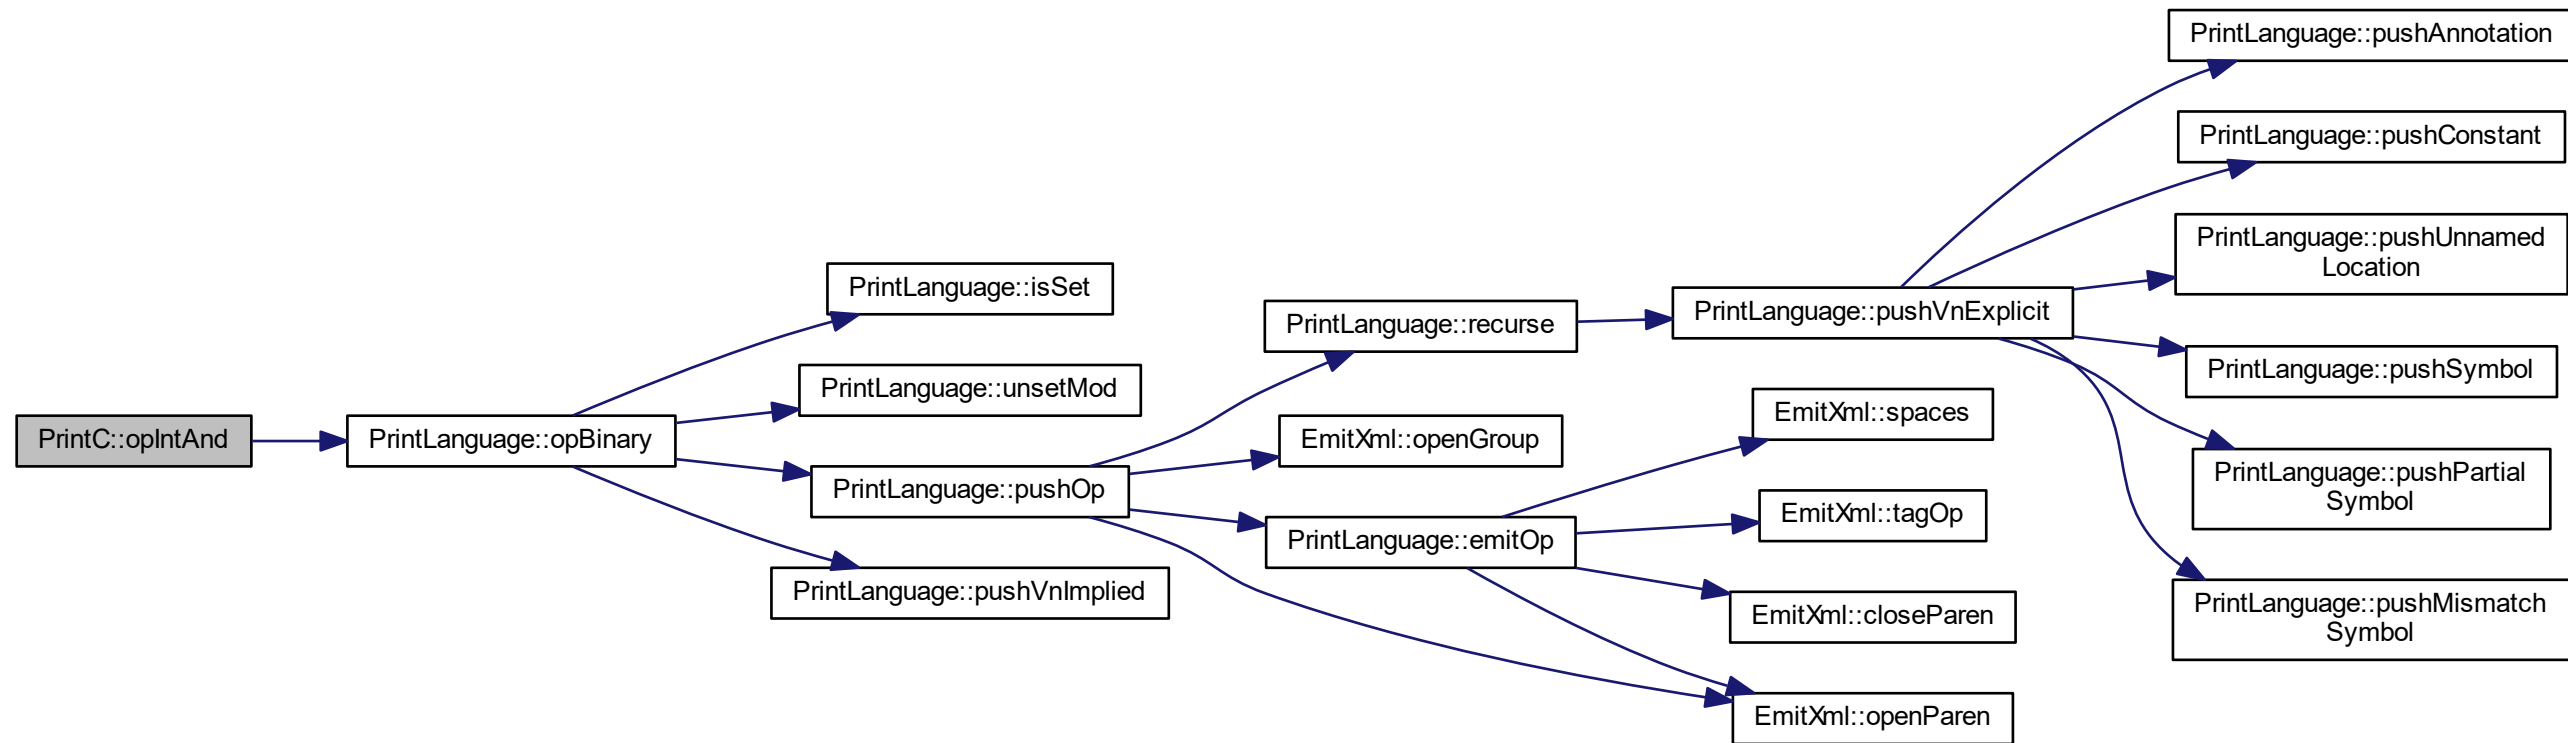 PrintC::opIntAnd
PrintLanguage::opBinary
PrintLanguage::isSet
PrintLanguage::unsetMod
PrintLanguage::pushOp
PrintLanguage::pushVnImplied
PrintLanguage::recurse
EmitXml::openGroup
PrintLanguage::emitOp
PrintLanguage::pushVnExplicit
EmitXml::spaces
EmitXml::tagOp
EmitXml::closeParen
EmitXml::openParen
PrintLanguage::pushAnnotation
PrintLanguage::pushConstant
PrintLanguage::pushUnnamed
Location
PrintLanguage::pushSymbol
PrintLanguage::pushPartial
Symbol
PrintLanguage::pushMismatch
Symbol